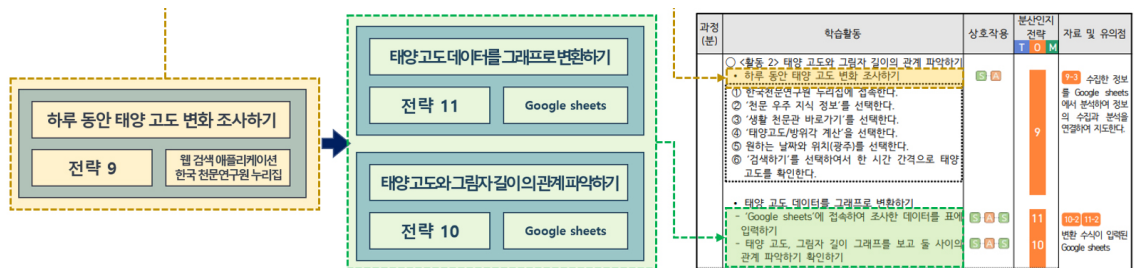 하루 동안 태양 고도 변화 조사하기
전략 9
웹 검색 애플리케이션
한국 천문연구원 누리집
태양 고도 데이터를 그래프로 변환하기
전략 11
Google sheets
태양 고도와 그림자 길이의 관계 파악하기
전략 10
Google sheets
과정
(분)
학습활동
상호작용
분산인지
전략
T O M
자료 및 유의점
○ <활동 2> 태양 고도와 그림자 길이의 관계 파악하기
• 하루 동안 태양 고도 변화 조사하기
① 한국천문연구원 누리집에 접속한다.
② '천문 우주 지식 정보'를 선택한다.
③ '생활 천문관 바로가기'를 선택한다.
④ '태양고도/방위각 계산'을 선택한다.
⑤ 원하는 날짜와 위치(광주)를 선택한다.
⑥ '검색하기'를 선택하여서 한 시간 간격으로 태양
고도를 확인한다.
• 태양 고도 데이터를 그래프로 변환하기
- 'Google sheets'에 접속하여 조사한 데이터를 표에
입력하기
- 태양 고도, 그림자 길이 그래프를 보고 둘 사이의
관계 파악하기 확인하기
S-A
S-A-S
S-A-S
9
11
10
9-3 수집한 정보
를 Google sheets
에서 분석하여 정보
의 수집과 분석을
연결하여 지도한다.
10-2 11-2
변환 수식이 입력된
Google sheets